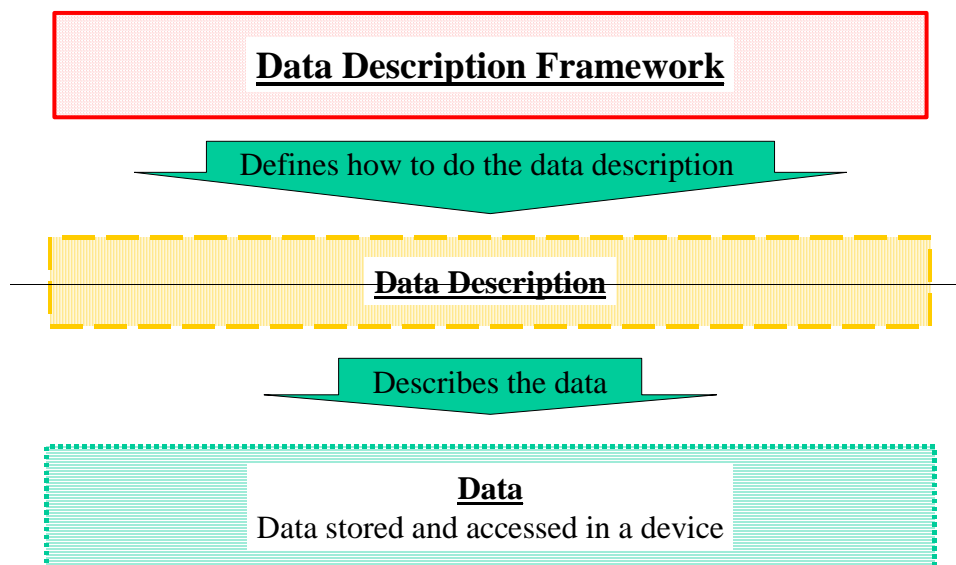 Data Description Framework
Defines how to do the data description
Data Description
Describes the data
Data
Data stored and accessed in a device